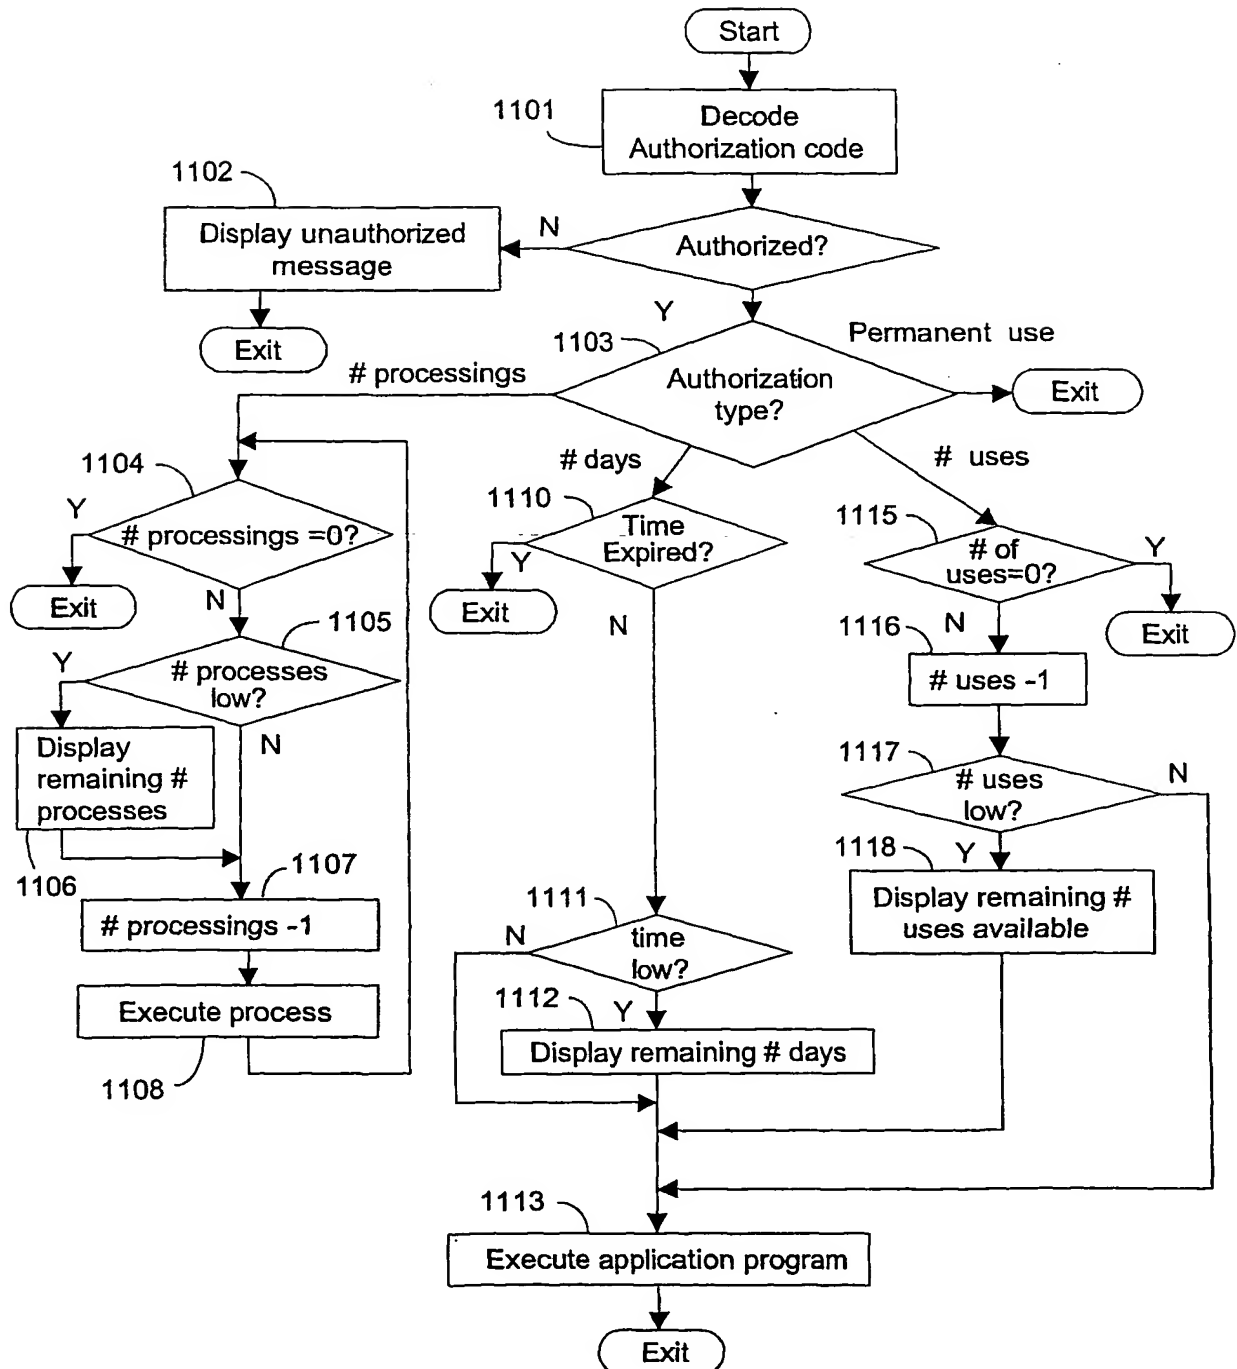 Start
1101
Decode
Authorization code
1102
Display unauthorized
message
N
Authorized?
Exit
Y
1103
Permanent use
# processings
Authorization
type?
Exit
1104
# days
# uses
Y
# processings =0?
1110
Time
Expired?
Y
1115
# of
uses=0?
Y
Exit
N
Exit
N
N
Exit
1105
1116
Y
# processes
low?
# uses -1
N
Display
remaining #
processes
1117
# uses
low?
N
1106
1107
1118
Y
# processings -1
1111
Display remaining #
uses available
N
time
low?
Execute process
1112
Y
1108
Display remaining # days
1113
Execute application program
Exit